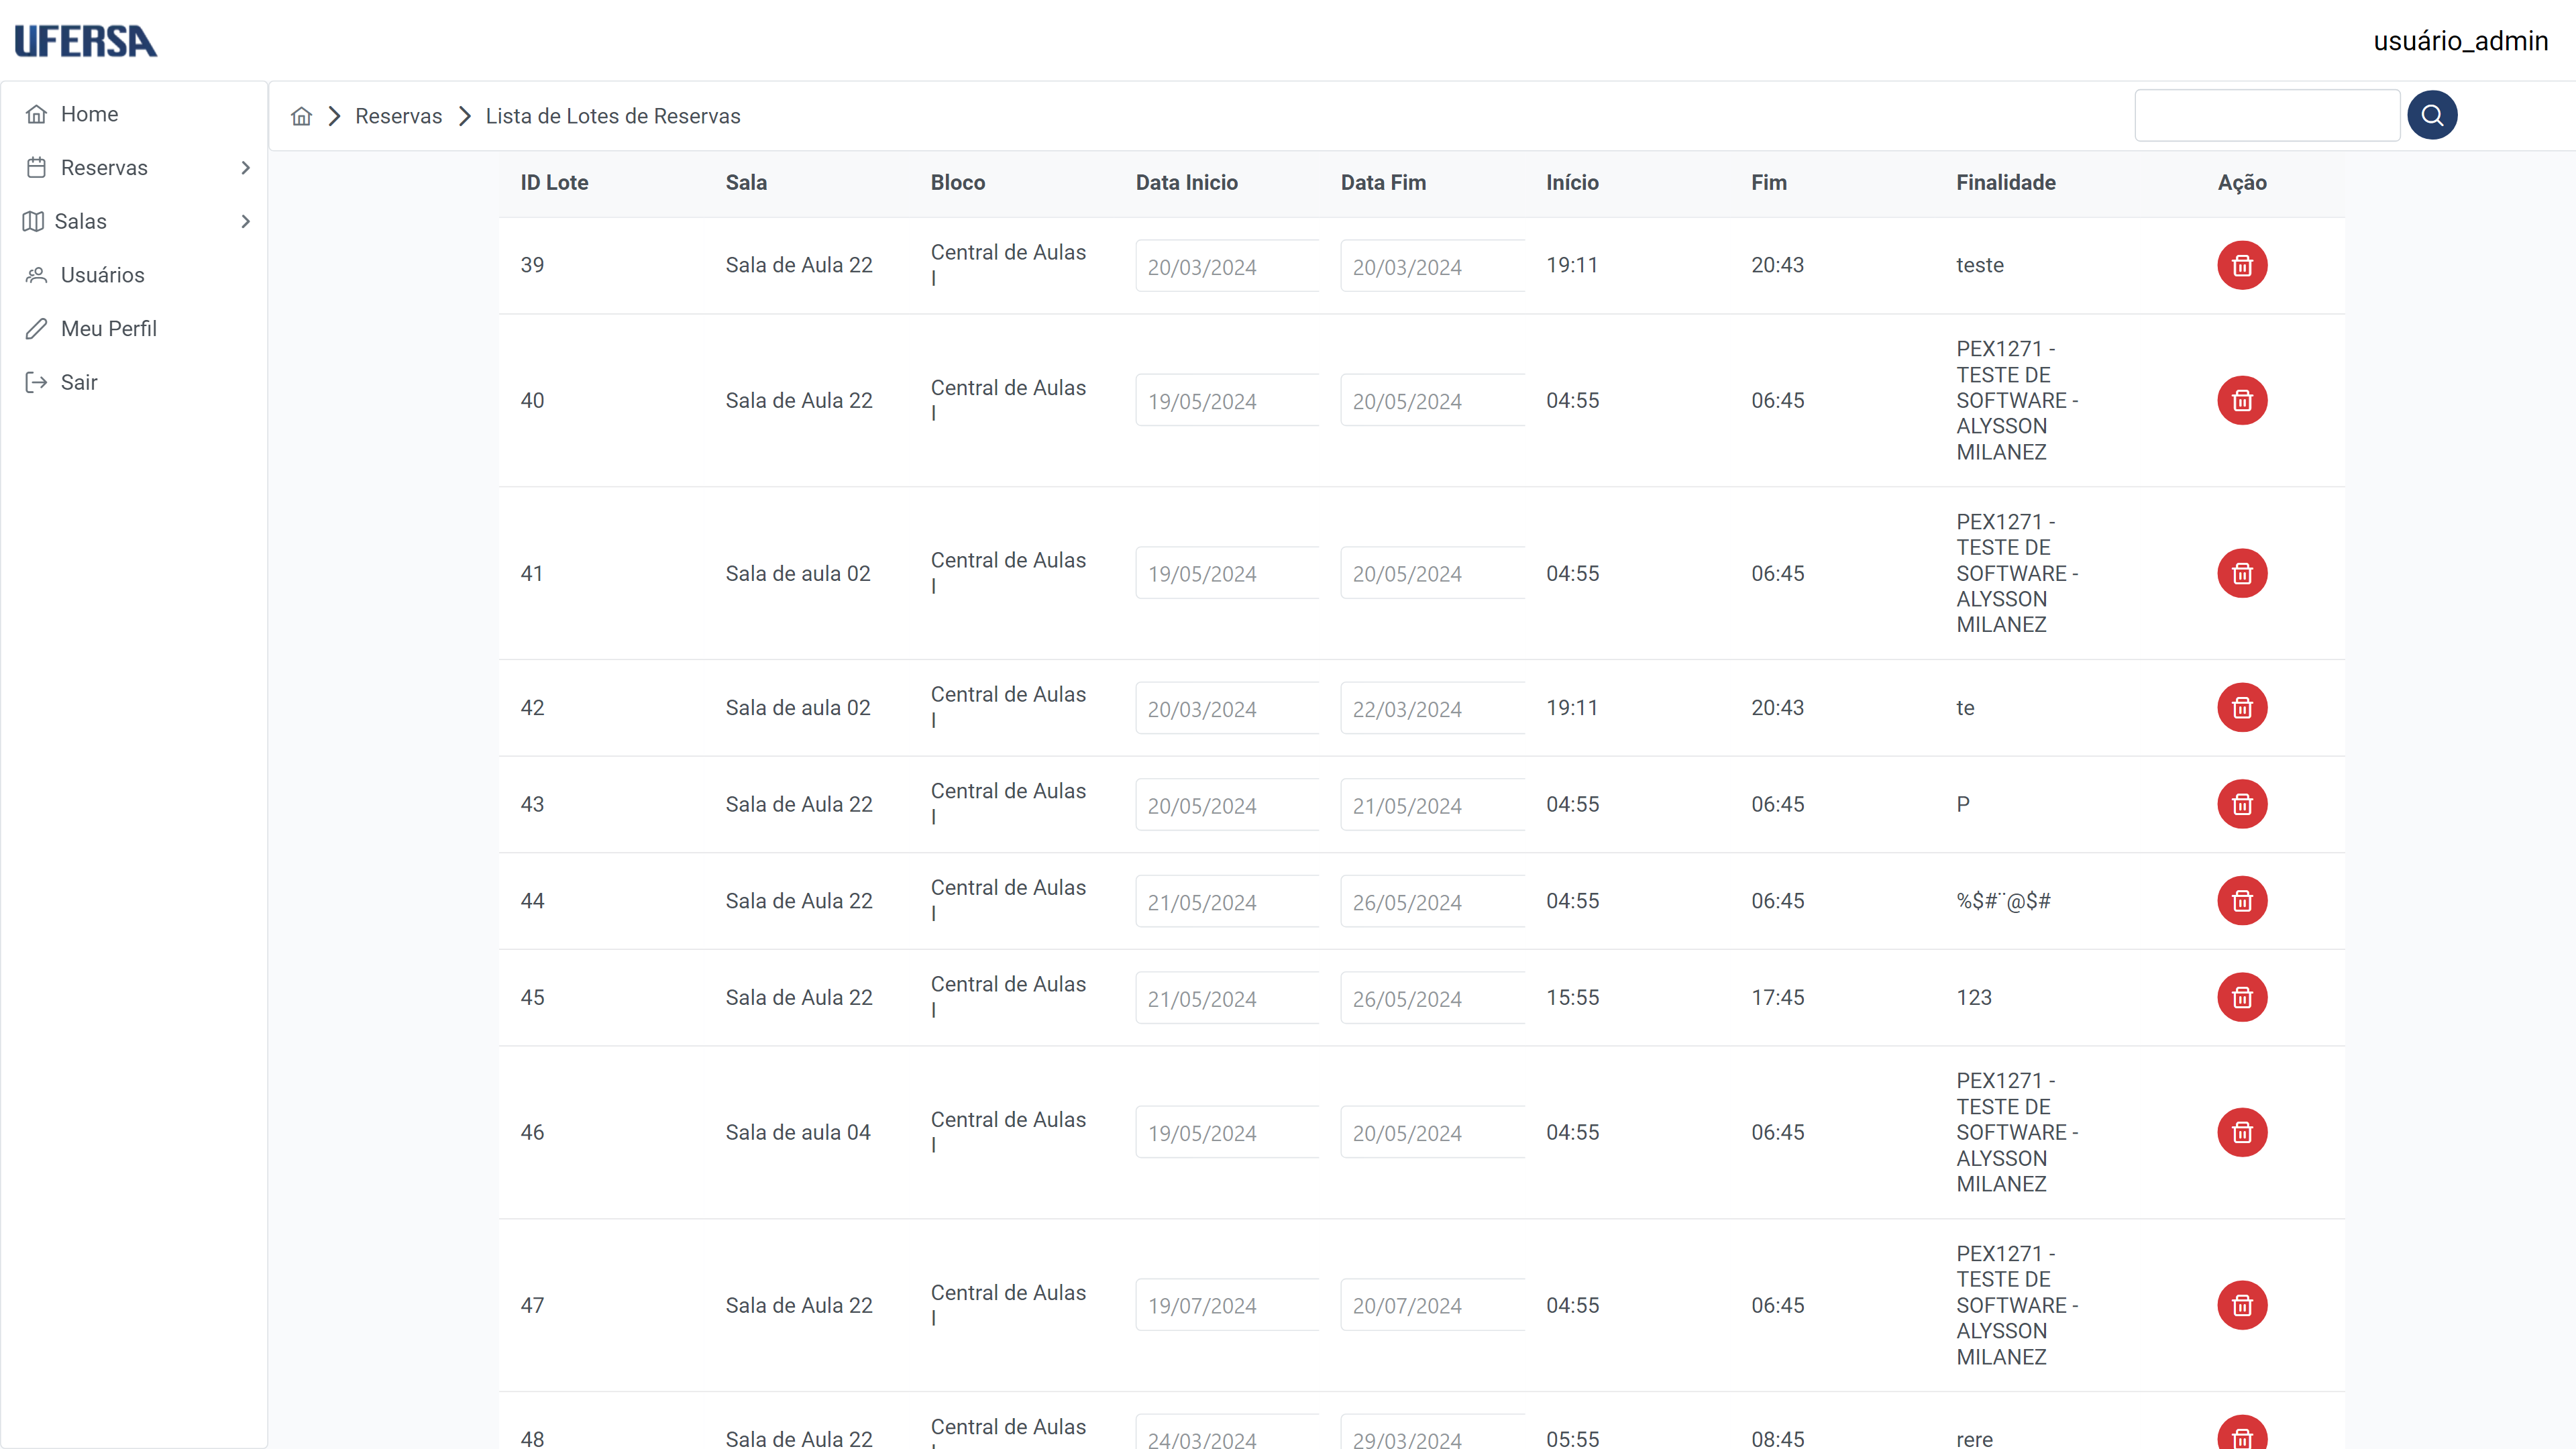 UFERSA
usuário_admin
Home
Reservas
Salas
Usuários
Meu Perfil
Sair
Reservas Lista de Lotes de Reservas
ID Lote Sala Bloco Data Inicio Data Fim Início Fim Finalidade Ação
39 Sala de Aula 22 Central de Aulas I 20/03/2024 20/03/2024 19:11 20:43 teste
40 Sala de Aula 22 Central de Aulas I 19/05/2024 20/05/2024 04:55 06:45 PEX1271 - TESTE DE SOFTWARE - ALYSSON MILANEZ
41 Sala de aula 02 Central de Aulas I 19/05/2024 20/05/2024 04:55 06:45 PEX1271 - TESTE DE SOFTWARE - ALYSSON MILANEZ
42 Sala de aula 02 Central de Aulas I 20/03/2024 22/03/2024 19:11 20:43 te
43 Sala de Aula 22 Central de Aulas I 20/05/2024 21/05/2024 04:55 06:45 P
44 Sala de Aula 22 Central de Aulas I 21/05/2024 26/05/2024 04:55 06:45 %$#¨@$#
45 Sala de Aula 22 Central de Aulas I 21/05/2024 26/05/2024 15:55 17:45 123
46 Sala de aula 04 Central de Aulas I 19/05/2024 20/05/2024 04:55 06:45 PEX1271 - TESTE DE SOFTWARE - ALYSSON MILANEZ
47 Sala de Aula 22 Central de Aulas I 19/07/2024 20/07/2024 04:55 06:45 PEX1271 - TESTE DE SOFTWARE - ALYSSON MILANEZ
48 Sala de Aula 22 Central de Aulas 24/03/2024 29/03/2024 05:55 08:45 rere